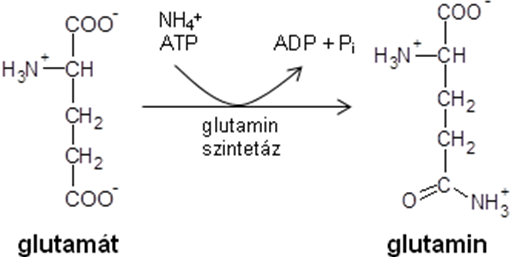 COO⁻
H₃N⁺—CH
CH₂
CH₂
COO⁻
glutamát
NH₄⁺
ATP
ADP + Pᵢ
glutamin
szintetáz
COO⁻
H₃N⁺—CH
CH₂
CH₂
C
O
NH₃⁺
glutamin